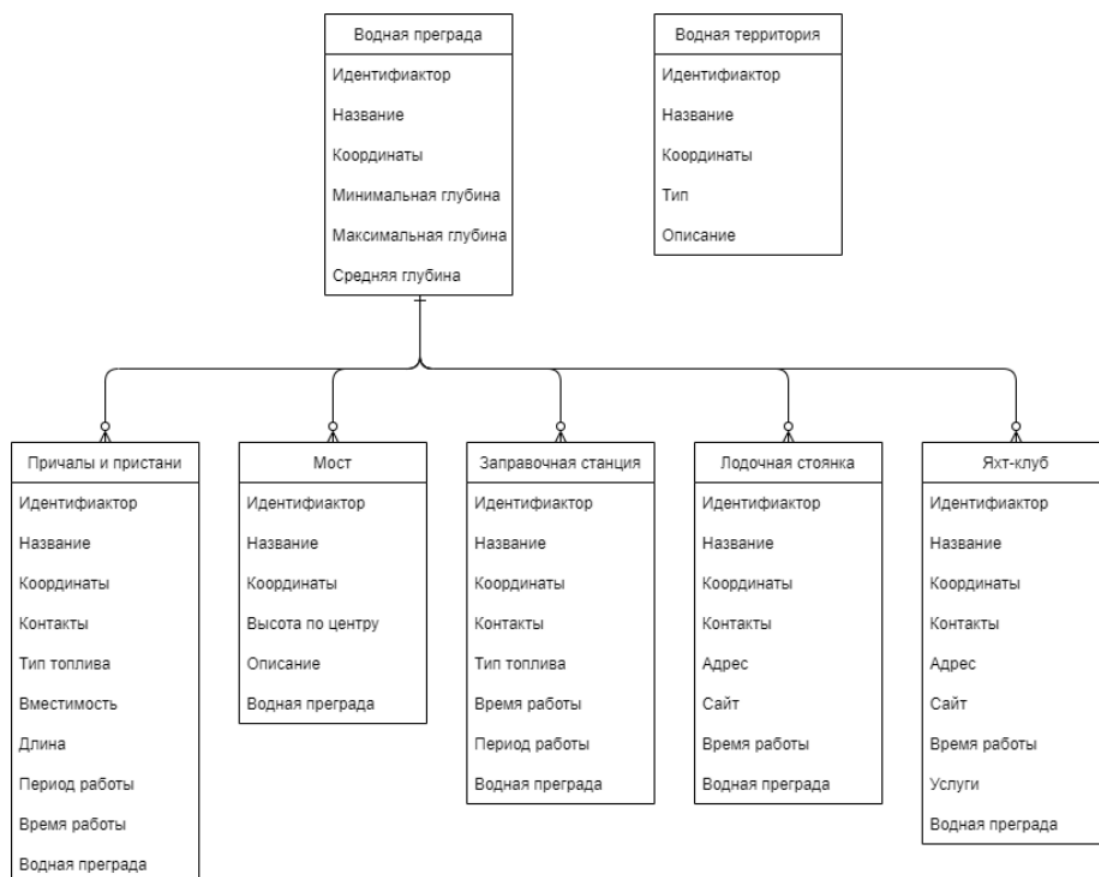 Водная преграда
Идентифиактор
Название
Координаты
Минимальная глубина
Максимальная глубина
Средняя глубина
Водная территория
Идентифиактор
Название
Координаты
Тип
Описание
Причалы и пристани
Идентифиактор
Название
Координаты
Контакты
Тип топлива
Вместимость
Длина
Период работы
Время работы
Водная преграда
Мост
Идентифиактор
Название
Координаты
Высота по центру
Описание
Водная преграда
Заправочная станция
Идентифиактор
Название
Координаты
Контакты
Тип топлива
Время работы
Период работы
Водная преграда
Лодочная стоянка
Идентифиактор
Название
Координаты
Контакты
Адрес
Сайт
Время работы
Водная преграда
Яхт-клуб
Идентифиактор
Название
Координаты
Контакты
Адрес
Сайт
Время работы
Услуги
Водная преграда